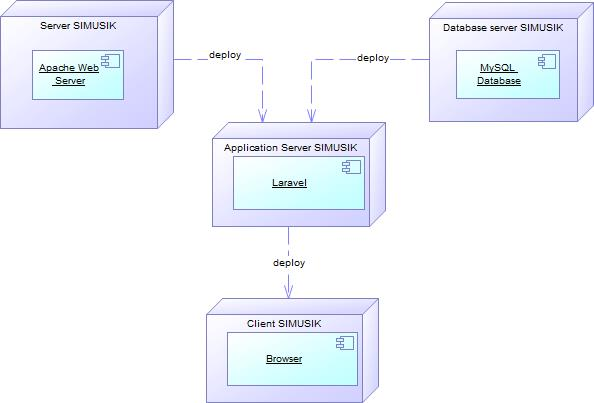 Server SIMUSIK
Apache Web
Server
deploy
Database server SIMUSIK
MySQL
Database
deploy
Application Server SIMUSIK
Laravel
deploy
Client SIMUSIK
Browser